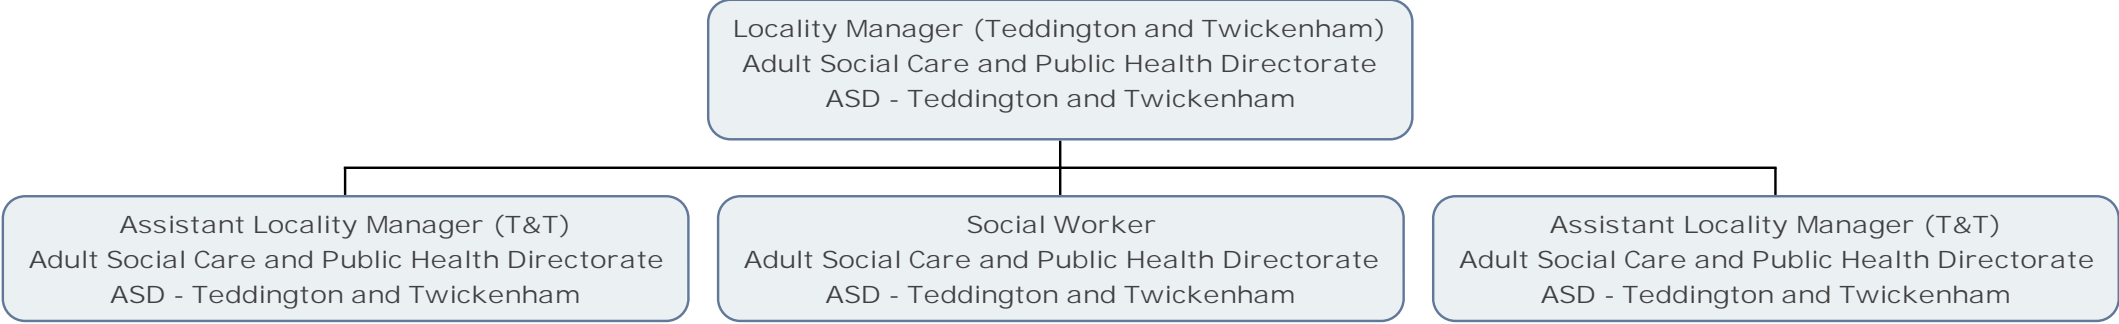 Locality Manager (Teddington and Twickenham)
Adult Social Care and Public Health Directorate
ASD - Teddington and Twickenham
Assistant Locality Manager (T&T)
Adult Social Care and Public Health Directorate
ASD - Teddington and Twickenham
Social Worker
Adult Social Care and Public Health Directorate
ASD - Teddington and Twickenham
Assistant Locality Manager (T&T)
Adult Social Care and Public Health Directorate
ASD - Teddington and Twickenham